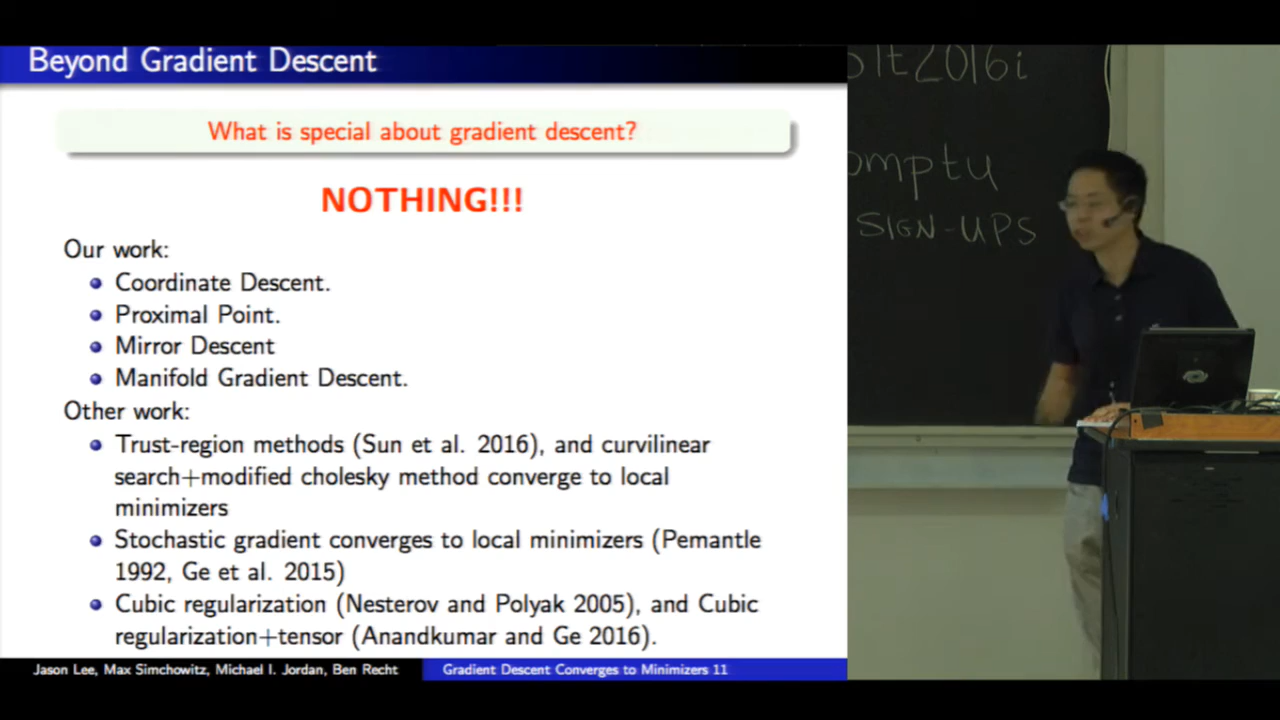 Beyond Gradient Descent
What is special about gradient descent?
NOTHING!!!
Our work:
Coordinate Descent.
Proximal Point.
Mirror Descent
Manifold Gradient Descent.
Other work:
Trust-region methods (Sun et al. 2016), and curvilinear
search+modified cholesky method converge to local
minimizers
Stochastic gradient converges to local minimizers (Pemantle
1992, Ge et al. 2015)
Cubic regularization (Nesterov and Polyak 2005), and Cubic
regularization+tensor (Anandkumar and Ge 2016).
Jason Lee, Max Simchowitz, Michael I. Jordan, Ben Recht
Gradient Descent Converges to Minimizers 11
lt2016i
omptu
SIGN-UPS